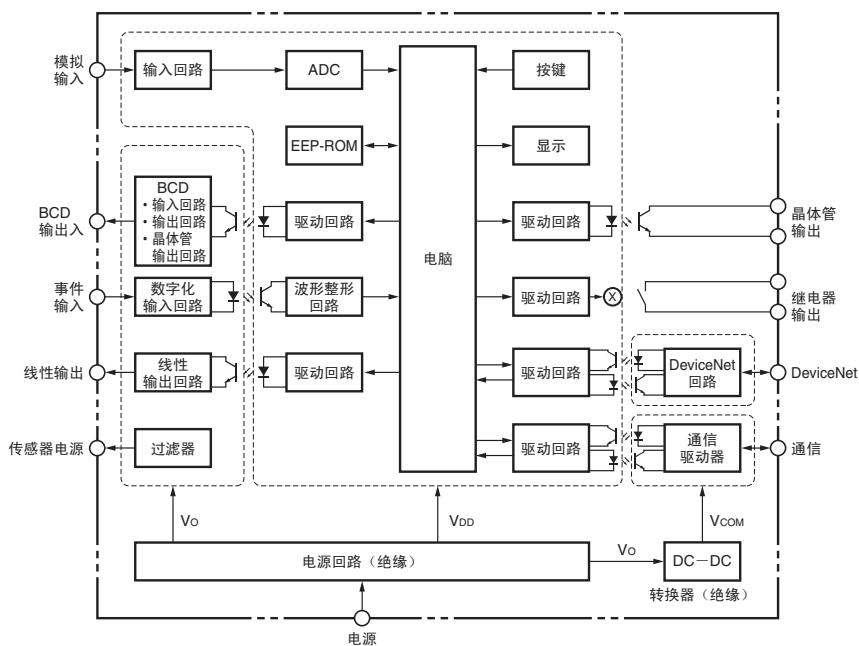 模拟
输入
输入回路
ADC
按键
EEP-ROM
显示
电脑
BCD
输出入
BCD
・输入回路
・输出回路
・晶体管
输出回路
驱动回路
驱动回路
晶体管
输出
事件
输入
数字化
输入回路
波形整形
回路
驱动回路
X
继电器
输出
线性输出
线性
输出回路
驱动回路
驱动回路
DeviceNet
回路
DeviceNet
传感器电源
过滤器
驱动回路
通信
驱动器
通信
VO
VDD
VCOM
电源回路（绝缘）
VO
DC－DC
转换器（绝缘）
电源